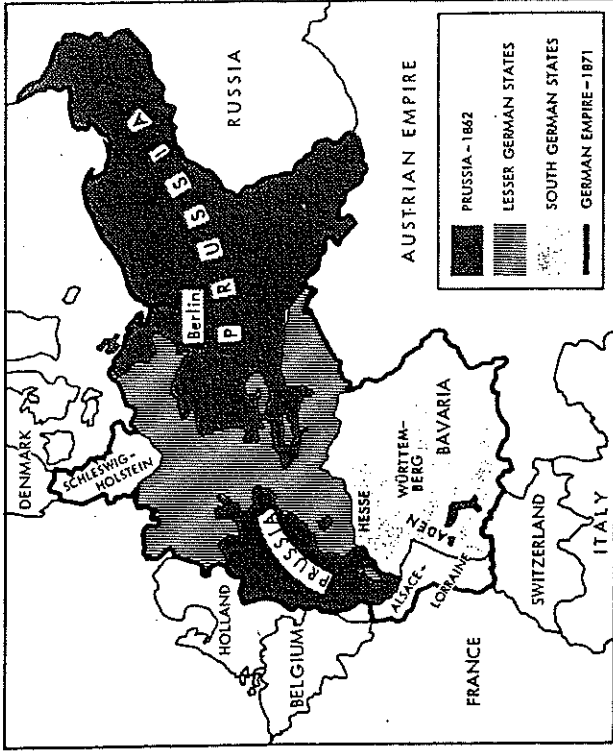 DENMARK
SCHLESWIG-
HOLSTEIN
HOLLAND
BELGIUM
FRANCE
PRUSSIA
Berlin
PRUSSIA
RUSSIA
HESSE
ALSACE-
LORRAINE
BADEN
WÜRTTEM-
BERG
BAVARIA
AUSTRIAN EMPIRE
SWITZERLAND
ITALY
PRUSSIA-1862
LESSER GERMAN STATES
SOUTH GERMAN STATES
GERMAN EMPIRE-1871